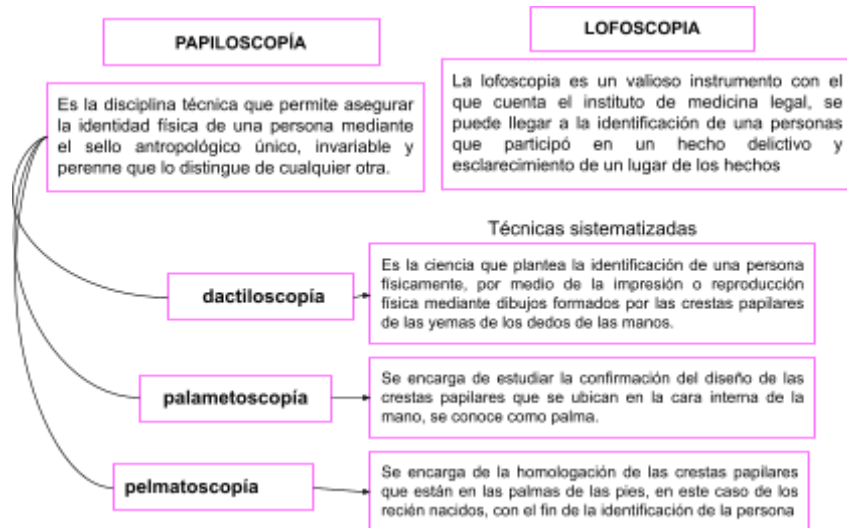 PAPILOSCOPÍA
Es la disciplina técnica que permite asegurar
la identidad física de una persona mediante
el sello antropológico único, invariable y
perenne que lo distingue de cualquier otra.
LOFOSCOPIA
La lofoscopia es un valioso instrumento con el
que cuenta el instituto de medicina legal, se
puede llegar a la identificación de una personas
que participó en un hecho delictivo y
esclarecimiento de un lugar de los hechos
Técnicas sistematizadas
dactiloscopía
Es la ciencia que plantea la identificación de una persona
físicamente, por medio de la impresión o reproducción
física mediante dibujos formados por las crestas papilares
de las yemas de los dedos de las manos.
palametoscopía
Se encarga de estudiar la confirmación del diseño de las
crestas papilares que se ubican en la cara interna de la
mano, se conoce como palma.
pelmatoscopía
Se encarga de la homologación de las crestas papilares
que están en las palmas de las pies, en este caso de los
recién nacidos, con el fin de la identificación de la persona